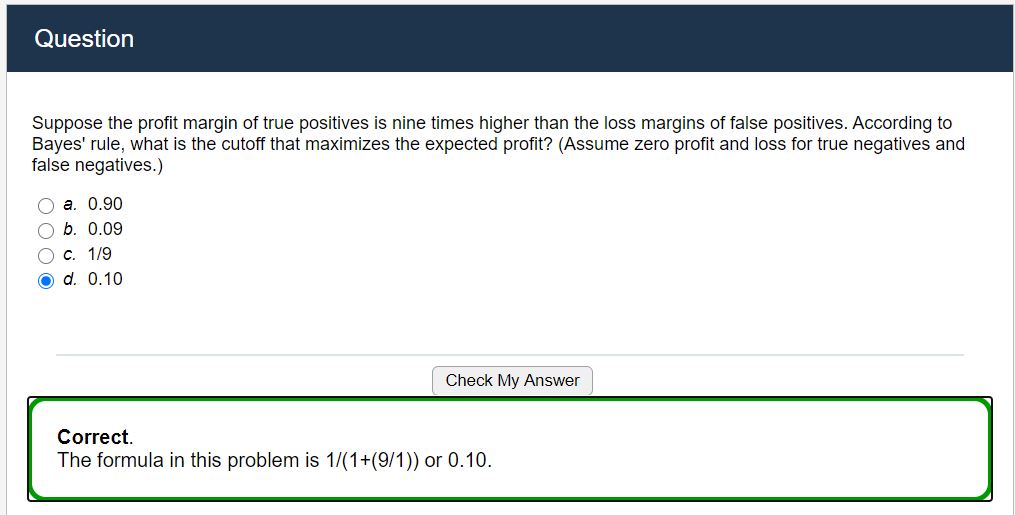 Question
Suppose the profit margin of true positives is nine times higher than the loss margins of false positives. According to
Bayes' rule, what is the cutoff that maximizes the expected profit? (Assume zero profit and loss for true negatives and
false negatives.)
a. 0.90
b. 0.09
c. 1/9
d. 0.10
Check My Answer
Correct.
The formula in this problem is 1/(1+(9/1)) or 0.10.